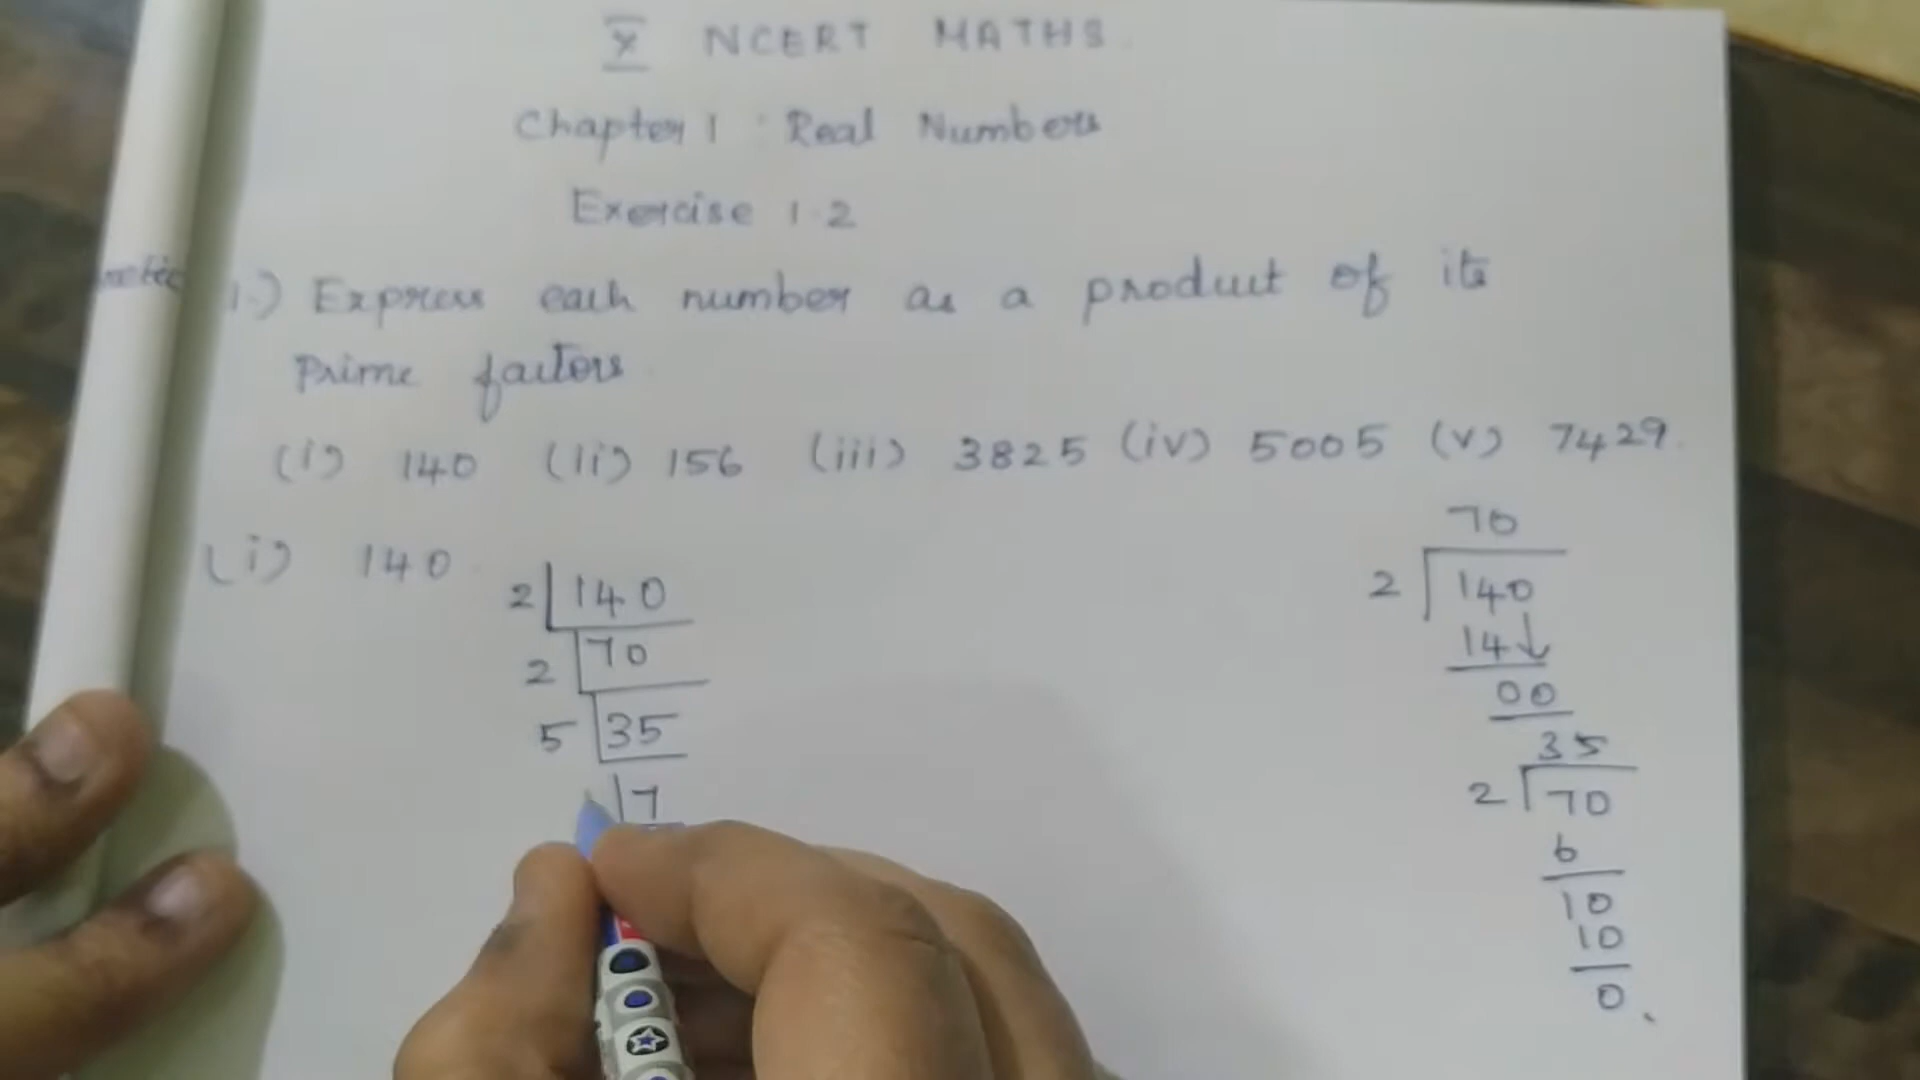 X NCERT MATHS
Chapter 1 : Real Numbers
Exercise 1.2
1.) Express each number as a product of its
Prime factors
(i) 140 (ii) 156 (iii) 3825 (iv) 5005 (v) 7429.
(i) 140
2 140
2 70
5 35
7
70
2 140
14
00
35
2 70
6
10
10
0